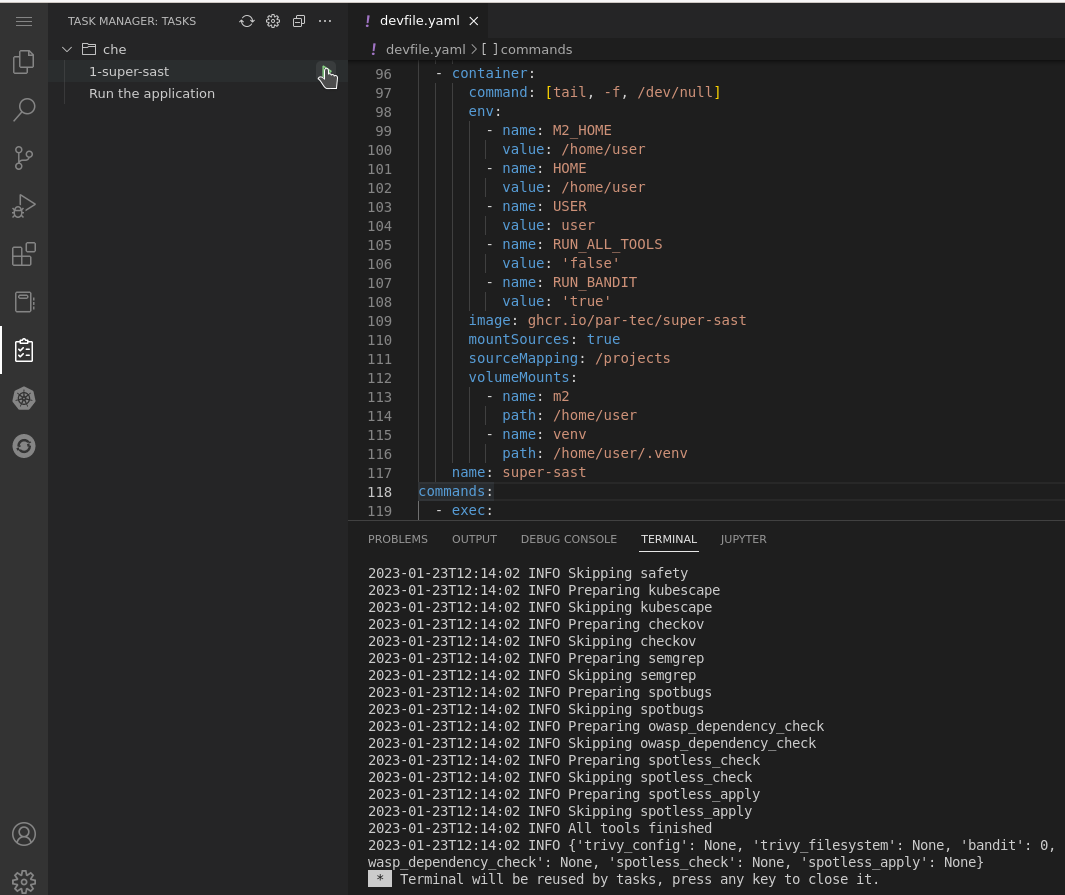 TASK MANAGER: TASKS
che
1-super-sast
Run the application
! devfile.yaml
! devfile.yaml > [ ] commands
96 - container:
97 command: [tail, -f, /dev/null]
98 env:
99 - name: M2_HOME
100 value: /home/user
101 - name: HOME
102 value: /home/user
103 - name: USER
104 value: user
105 - name: RUN_ALL_TOOLS
106 value: 'false'
107 - name: RUN_BANDIT
108 value: 'true'
109 image: ghcr.io/par-tec/super-sast
110 mountSources: true
111 sourceMapping: /projects
112 volumeMounts:
113 - name: m2
114 path: /home/user
115 - name: venv
116 path: /home/user/.venv
117 name: super-sast
118 commands:
119 - exec:
PROBLEMS OUTPUT DEBUG CONSOLE TERMINAL JUPYTER
2023-01-23T12:14:02 INFO Skipping safety
2023-01-23T12:14:02 INFO Preparing kubescape
2023-01-23T12:14:02 INFO Skipping kubescape
2023-01-23T12:14:02 INFO Preparing checkov
2023-01-23T12:14:02 INFO Skipping checkov
2023-01-23T12:14:02 INFO Preparing semgrep
2023-01-23T12:14:02 INFO Skipping semgrep
2023-01-23T12:14:02 INFO Preparing spotbugs
2023-01-23T12:14:02 INFO Skipping spotbugs
2023-01-23T12:14:02 INFO Preparing owasp_dependency_check
2023-01-23T12:14:02 INFO Skipping owasp_dependency_check
2023-01-23T12:14:02 INFO Preparing spotless_check
2023-01-23T12:14:02 INFO Skipping spotless_check
2023-01-23T12:14:02 INFO Preparing spotless_apply
2023-01-23T12:14:02 INFO Skipping spotless_apply
2023-01-23T12:14:02 INFO All tools finished
2023-01-23T12:14:02 INFO {'trivy_config': None, 'trivy_filesystem': None, 'bandit': 0,
wasp_dependency_check': None, 'spotless_check': None, 'spotless_apply': None}
* Terminal will be reused by tasks, press any key to close it.